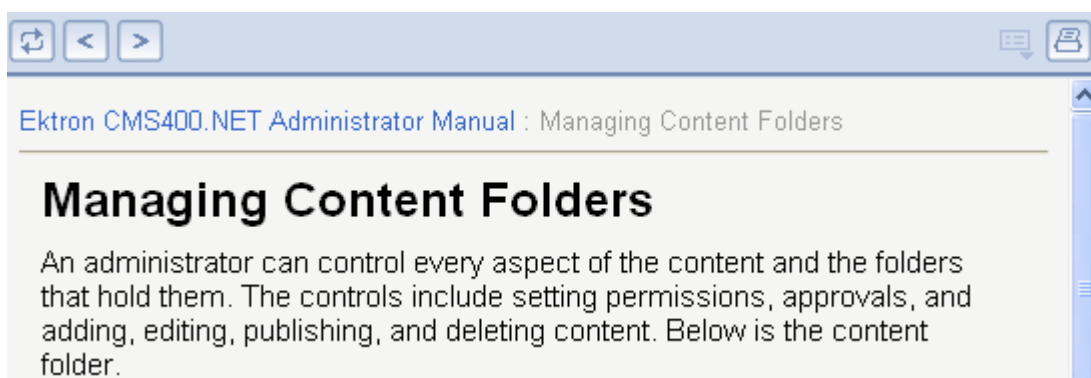 Ektron CMS400.NET Administrator Manual : Managing Content Folders
Managing Content Folders
An administrator can control every aspect of the content and the folders
that hold them. The controls include setting permissions, approvals, and
adding, editing, publishing, and deleting content. Below is the content
folder.